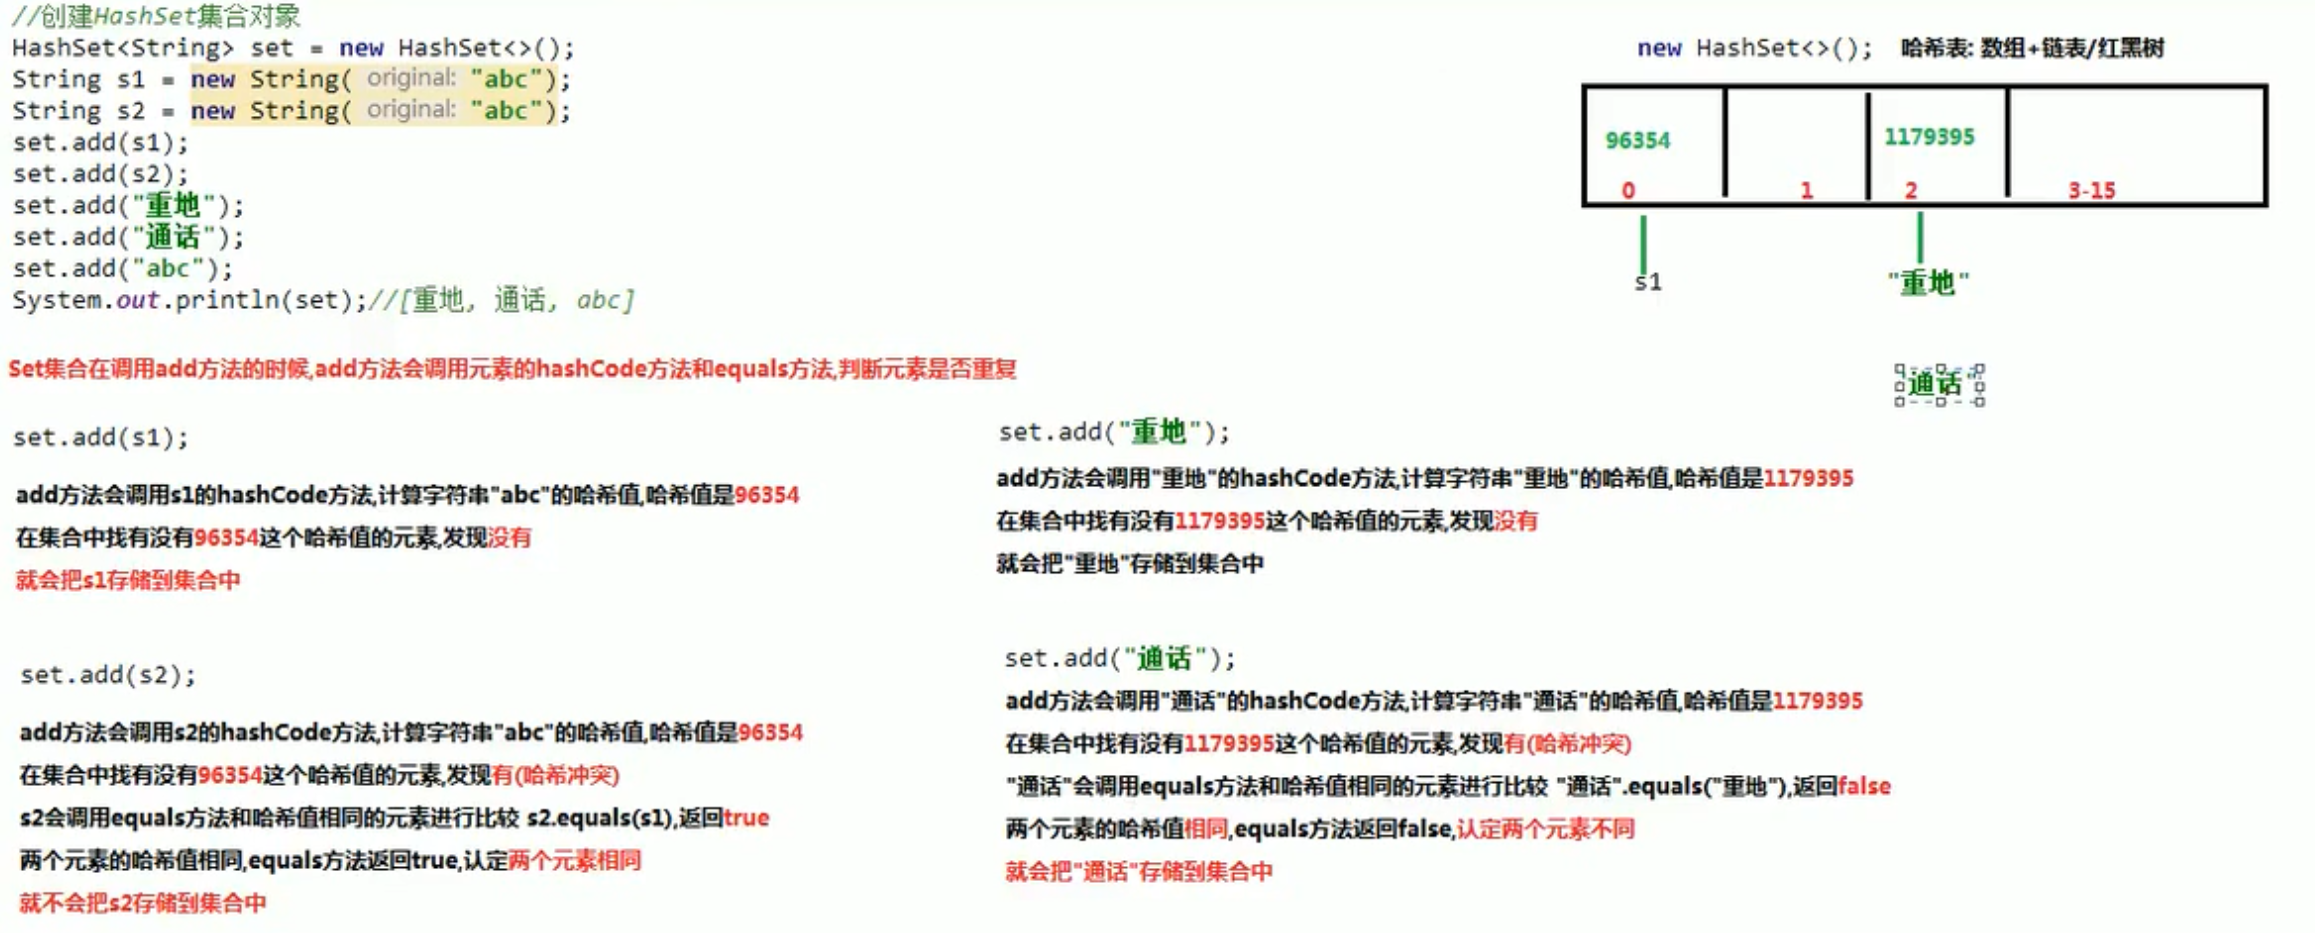 //创建HashSet集合对象
HashSet<String> set = new HashSet<>();
String s1 = new String( original: "abc");
String s2 = new String( original: "abc");
set.add(s1);
set.add(s2);
set.add("重地");
set.add("通话");
set.add("abc");
System.out.println(set);//[重地, 通话, abc]
new HashSet<>(); 哈希表: 数组+链表/红黑树
96354 1179395
0 1 2 3-15
s1 "重地"
"通话"
Set集合在调用add方法的时候,add方法会调用元素的hashCode方法和equals方法,判断元素是否重复
set.add(s1);
add方法会调用s1的hashCode方法,计算字符串"abc"的哈希值,哈希值是96354
在集合中找有没有96354这个哈希值的元素,发现没有
就会把s1存储到集合中
set.add(s2);
add方法会调用s2的hashCode方法,计算字符串"abc"的哈希值,哈希值是96354
在集合中找有没有96354这个哈希值的元素,发现有(哈希冲突)
s2会调用equals方法和哈希值相同的元素进行比较 s2.equals(s1),返回true
两个元素的哈希值相同,equals方法返回true,认定两个元素相同
就不会把s2存储到集合中
set.add("重地");
add方法会调用"重地"的hashCode方法,计算字符串"重地"的哈希值,哈希值是1179395
在集合中找有没有1179395这个哈希值的元素,发现没有
就会把"重地"存储到集合中
set.add("通话");
add方法会调用"通话"的hashCode方法,计算字符串"通话"的哈希值,哈希值是1179395
在集合中找有没有1179395这个哈希值的元素,发现有(哈希冲突)
"通话"会调用equals方法和哈希值相同的元素进行比较 "通话".equals("重地"),返回false
两个元素的哈希值相同,equals方法返回false,认定两个元素不同
就会把"通话"存储到集合中